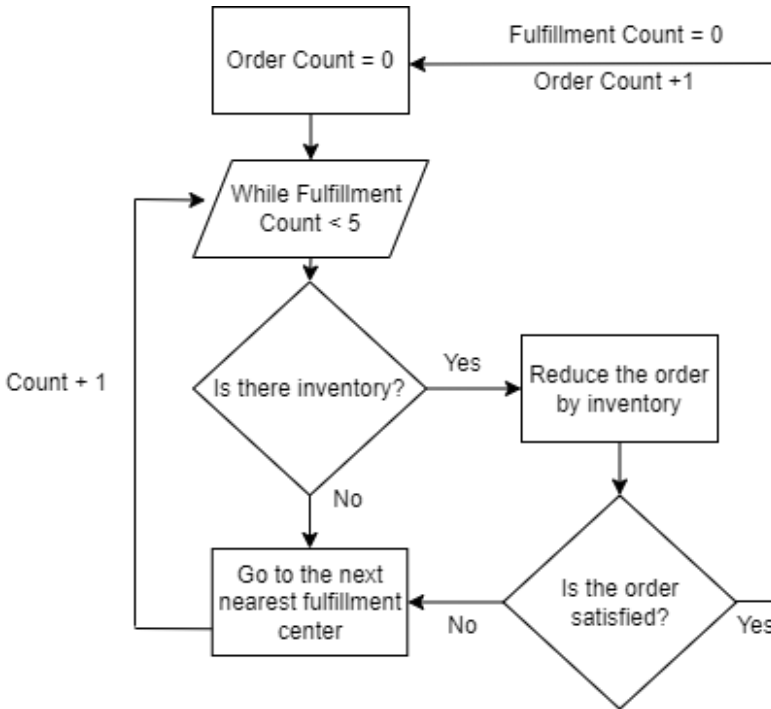 Order Count = 0
Fulfillment Count = 0
Order Count +1
While Fulfillment
Count < 5
Count + 1
Is there inventory?
Yes
Reduce the order
by inventory
No
Go to the next
nearest fulfillment
center
No
Is the order
satisfied?
Yes